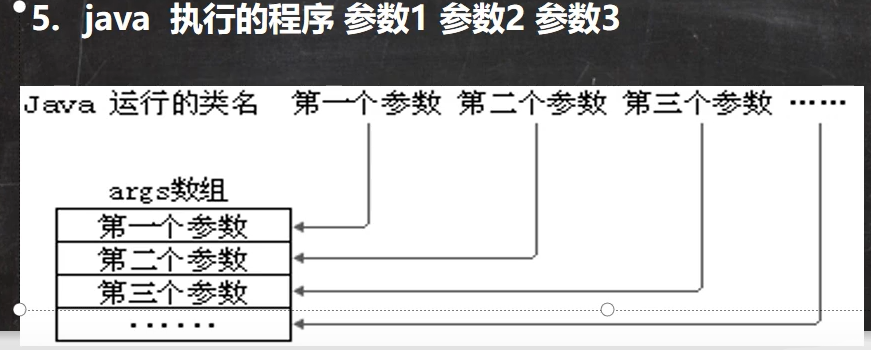 5. java 执行的程序 参数1 参数2 参数3
Java 运行的类名 第一个参数 第二个参数 第三个参数 ……
args数组
第一个参数
第二个参数
第三个参数
……